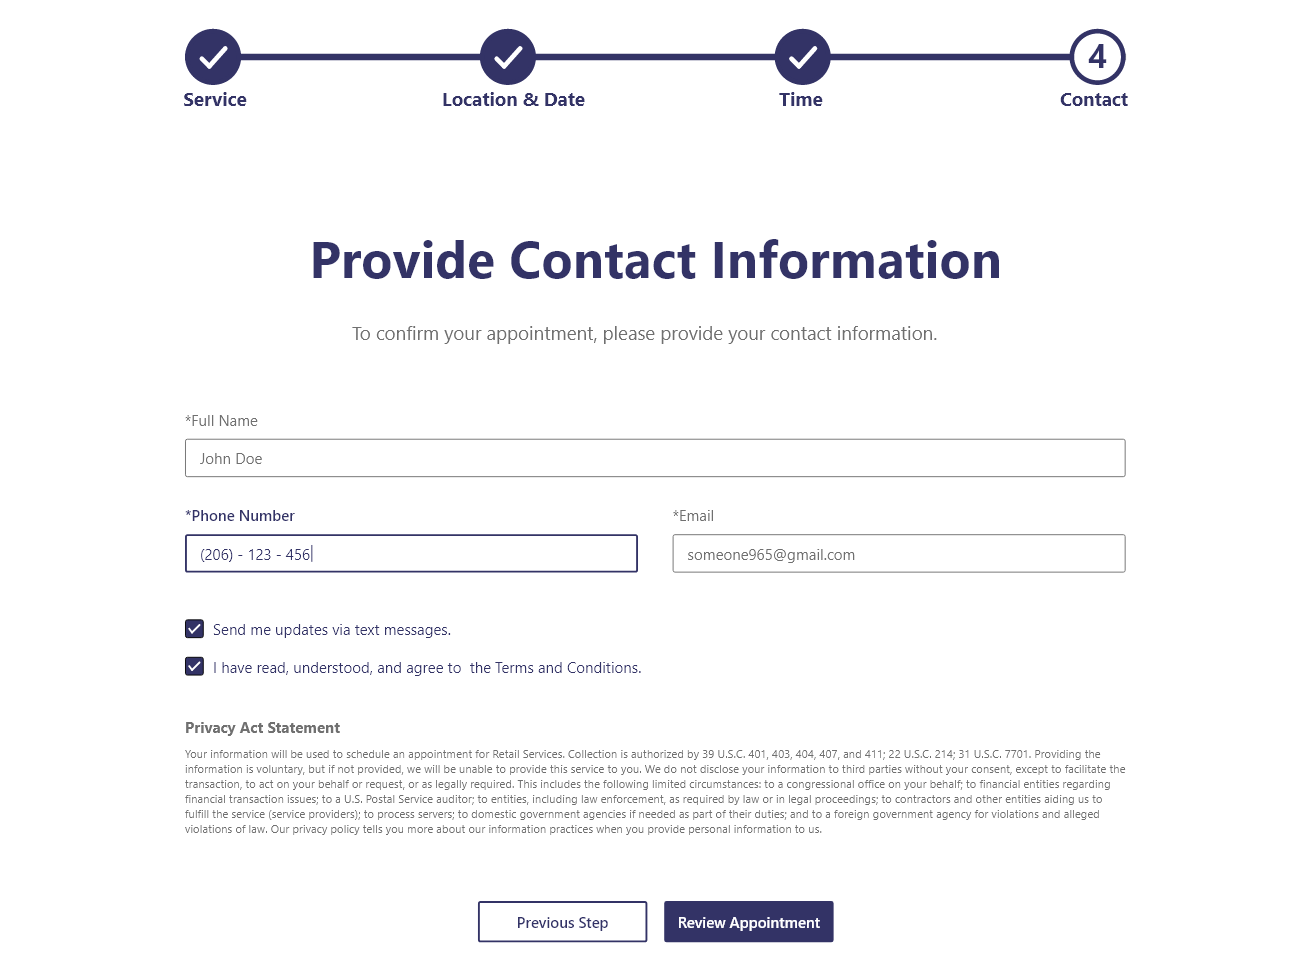 4
Service
Location & Date
Time
Contact
Provide Contact Information
To confirm your appointment, please provide your contact information.
*Full Name
John Doe
*Phone Number
*Email
(206) - 123 - 456
someone965@gmail.com
Send me updates via text messages.
I have read, understood, and agree to  the Terms and Conditions.
Privacy Act Statement
Your information will be used to schedule an appointment for Retail Services. Collection is authorized by 39 U.S.C. 401, 403, 404, 407, and 411; 22 U.S.C. 214; 31 U.S.C. 7701. Providing the
information is voluntary, but if not provided, we will be unable to provide this service to you. We do not disclose your information to third parties without your consent, except to facilitate the
transaction, to act on your behalf or request, or as legally required. This includes the following limited circumstances: to a congressional office on your behalf; to financial entities regarding
financial transaction issues; to a U.S. Postal Service auditor; to entities, including law enforcement, as required by law or in legal proceedings; to contractors and other entities aiding us to
fulfill the service (service providers); to process servers; to domestic government agencies if needed as part of their duties; and to a foreign government agency for violations and alleged
violations of law. Our privacy policy tells you more about our information practices when you provide personal information to us.
Previous Step
Review Appointment